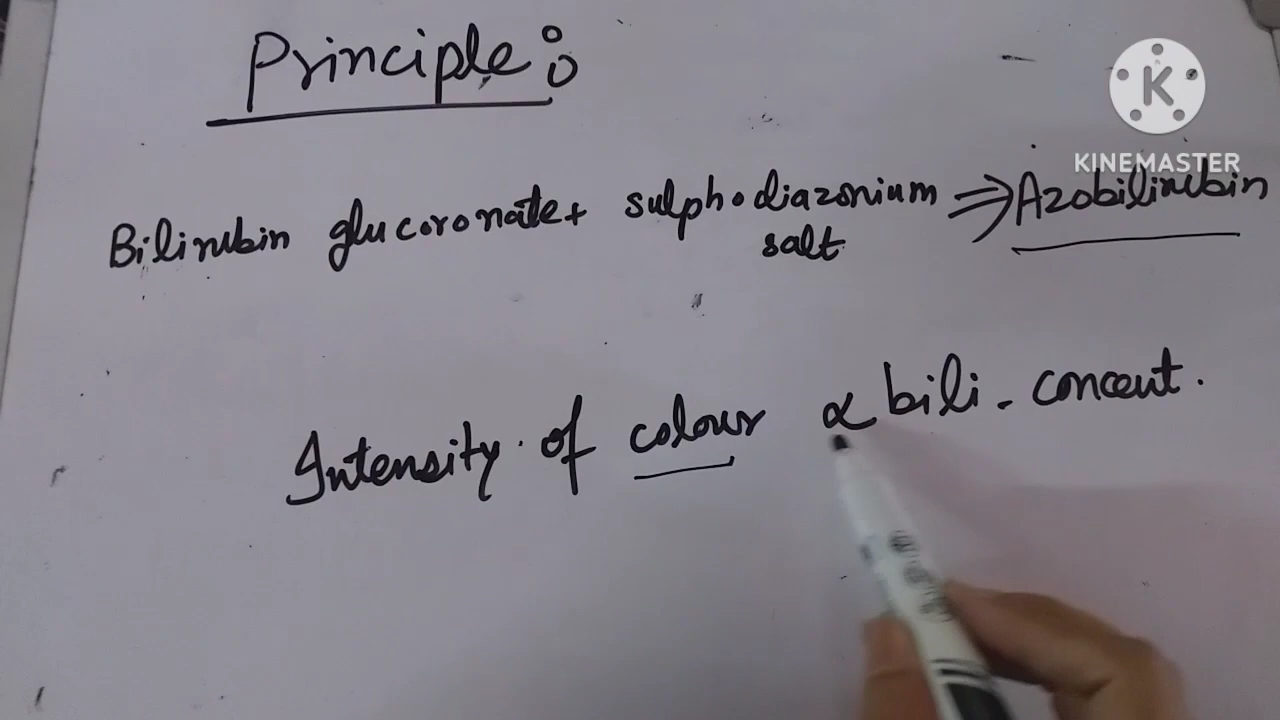 Principle :
K
KINEMASTER
Bilirubin glucoronate + sulphodiazonium salt ⇒ Azobilirubin
Intensity of colour ∝ bili. concent.